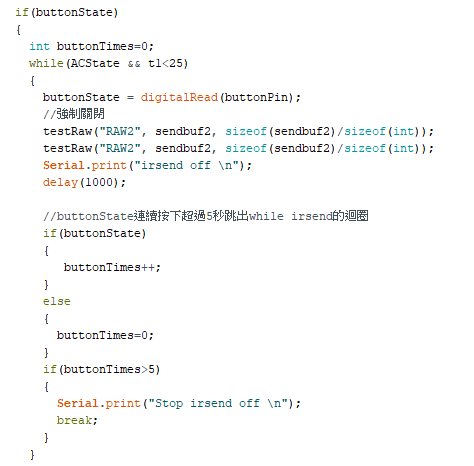 if(buttonState)
{
int buttonTimes=0;
while(ACState && t1<25)
{
buttonState = digitalRead(buttonPin);
//強制關閉
testRaw("RAW2", sendbuf2, sizeof(sendbuf2)/sizeof(int));
testRaw("RAW2", sendbuf2, sizeof(sendbuf2)/sizeof(int));
Serial.print("irsend off \n");
delay(1000);
//buttonState連續按下超過5秒跳出while irsend的迴圈
if(buttonState)
{
buttonTimes++;
}
else
{
buttonTimes=0;
}
if(buttonTimes>5)
{
Serial.print("Stop irsend off \n");
break;
}
}